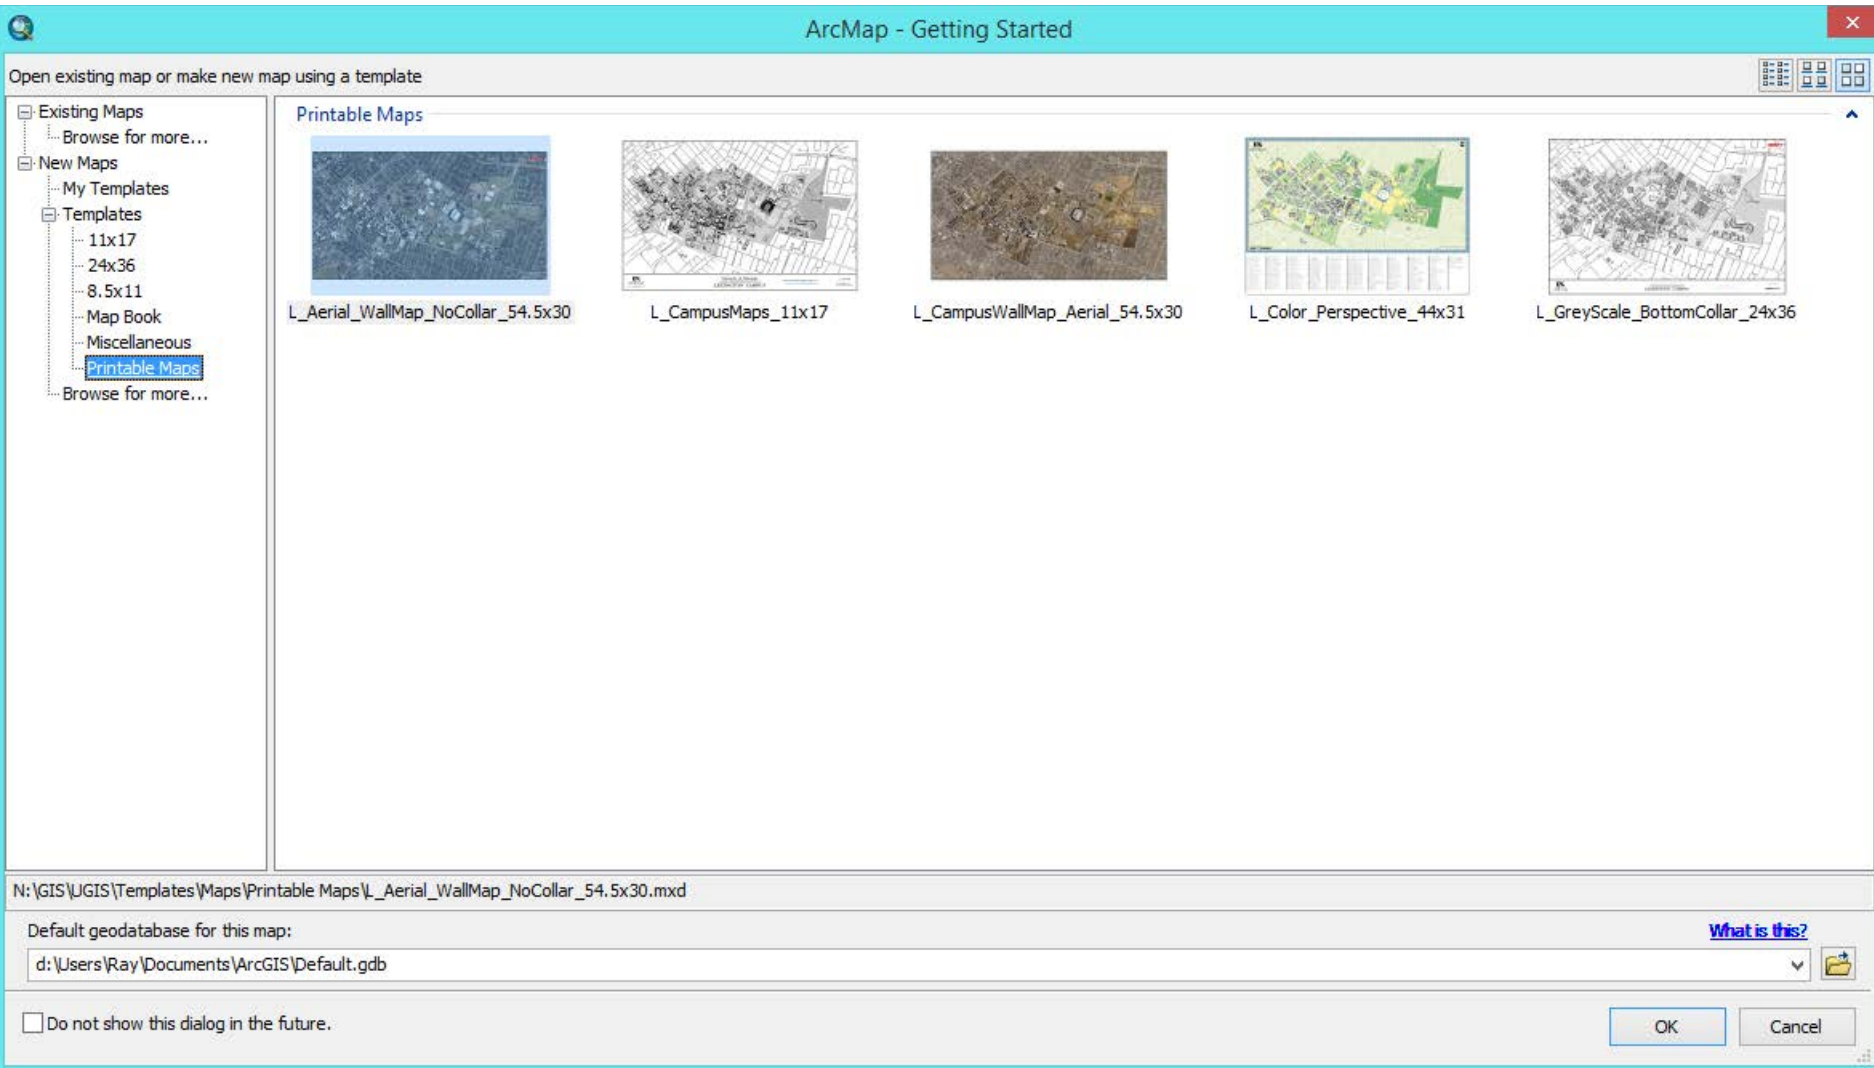 ArcMap - Getting Started
Open existing map or make new map using a template
Existing Maps
Browse for more...
New Maps
My Templates
Templates
11x17
24x36
8.5x11
Map Book
Miscellaneous
Printable Maps
Browse for more...
Printable Maps
L_Aerial_WallMap_NoCollar_54.5x30
L_CampusMaps_11x17
L_CampusWallMap_Aerial_54.5x30
L_Color_Perspective_44x31
L_GreyScale_BottomCollar_24x36
N:\GIS\UGIS\Templates\Maps\Printable Maps\L_Aerial_WallMap_NoCollar_54.5x30.mxd
Default geodatabase for this map:
What is this?
d:\Users\Ray\Documents\ArcGIS\Default.gdb
Do not show this dialog in the future.
OK
Cancel